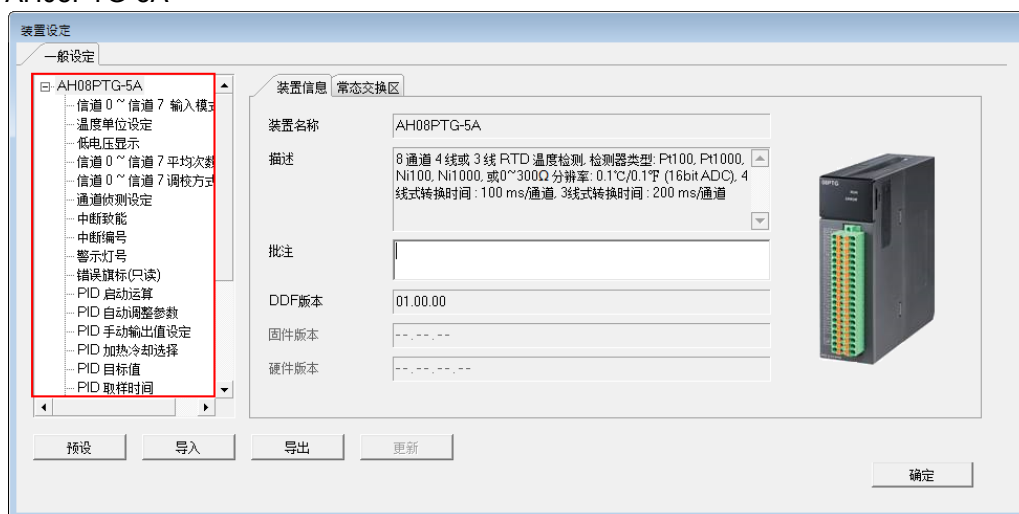 AH08PTG-5A
装置设定
一般设定
AH08PTG-5A
信道 0 ~ 信道 7 输入模式
温度单位设定
低电压显示
信道 0 ~ 信道 7 平均次数
信道 0 ~ 信道 7 调校方式
通道侦测设定
中断致能
中断编号
警示灯号
错误旗标(只读)
PID 启动运算
PID 自动调整参数
PID 手动输出值设定
PID 加热冷却选择
PID 目标值
PID 取样时间
装置信息 常态交换区
装置名称 AH08PTG-5A
描述 8 通道 4 线或 3 线 RTD 温度检测. 检测器类型: Pt100, Pt1000,
Ni100, Ni1000, 或0~300Ω 分辨率: 0.1℃/0.1℉ (16bit ADC), 4
线式转换时间 : 100 ms/通道, 3线式转换时间 : 200 ms/通道
批注
DDF版本 01.00.00
固件版本 --.--.--
硬件版本 --.--.--.--
08PTG
RUN
ERROR
预设 导入 导出 更新
确定